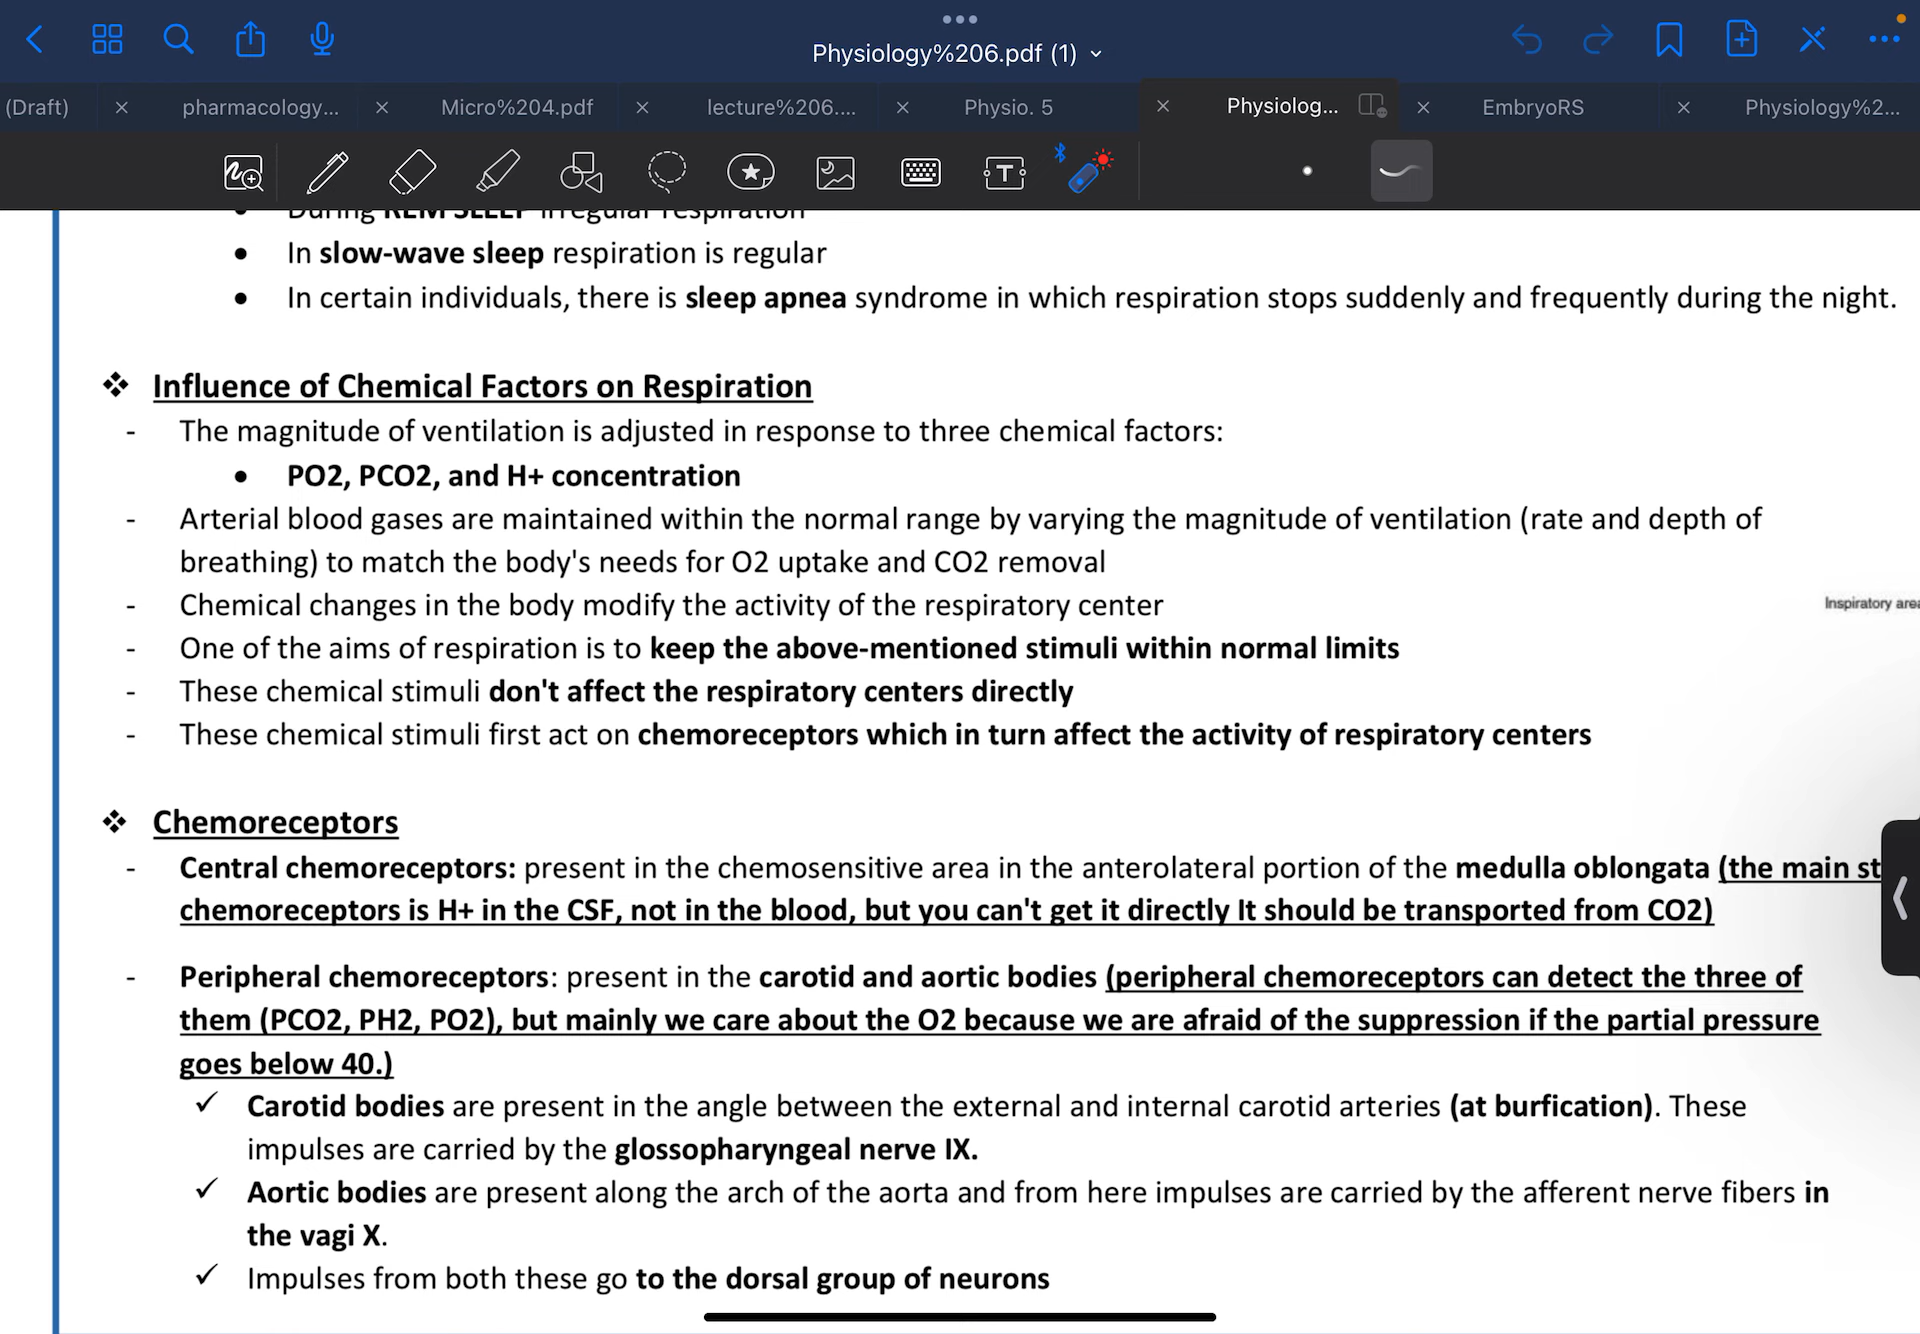 Physiology%206.pdf (1)
(Draft)
pharmacology...
Micro%204.pdf
lecture%206....
Physio. 5
Physiolog...
EmbryoRS
Physiology%2...
During REM SLEEP irregular respiration
• In slow-wave sleep respiration is regular
• In certain individuals, there is sleep apnea syndrome in which respiration stops suddenly and frequently during the night.
❖ Influence of Chemical Factors on Respiration
- The magnitude of ventilation is adjusted in response to three chemical factors:
• PO2, PCO2, and H+ concentration
- Arterial blood gases are maintained within the normal range by varying the magnitude of ventilation (rate and depth of
breathing) to match the body's needs for O2 uptake and CO2 removal
- Chemical changes in the body modify the activity of the respiratory center
Inspiratory area
- One of the aims of respiration is to keep the above-mentioned stimuli within normal limits
- These chemical stimuli don't affect the respiratory centers directly
- These chemical stimuli first act on chemoreceptors which in turn affect the activity of respiratory centers
❖ Chemoreceptors
- Central chemoreceptors: present in the chemosensitive area in the anterolateral portion of the medulla oblongata (the main st
chemoreceptors is H+ in the CSF, not in the blood, but you can't get it directly It should be transported from CO2)
- Peripheral chemoreceptors: present in the carotid and aortic bodies (peripheral chemoreceptors can detect the three of
them (PCO2, PH2, PO2), but mainly we care about the O2 because we are afraid of the suppression if the partial pressure
goes below 40.)
✓ Carotid bodies are present in the angle between the external and internal carotid arteries (at burfication). These
impulses are carried by the glossopharyngeal nerve IX.
✓ Aortic bodies are present along the arch of the aorta and from here impulses are carried by the afferent nerve fibers in
the vagi X.
✓ Impulses from both these go to the dorsal group of neurons